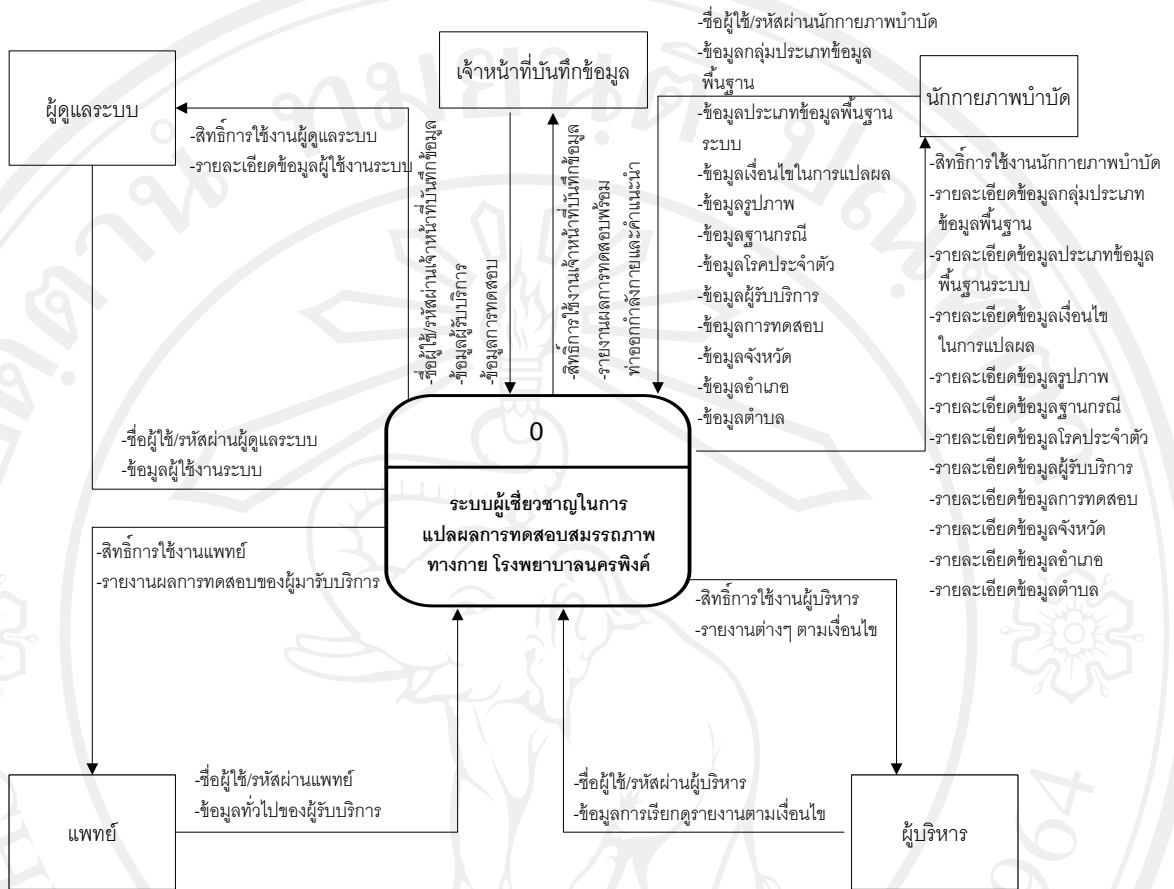 ผู้ดูแลระบบ
เจ้าหน้าที่บันทึกข้อมูล
นักกายภาพบำบัด
-สิทธิ์การใช้งานผู้ดูแลระบบ
-รายละเอียดข้อมูลผู้ใช้งานระบบ
-ชื่อผู้ใช้/รหัสผ่านเจ้าหน้าที่บันทึกข้อมูล
-ข้อมูลผู้รับบริการ
-ข้อมูลการทดสอบ
-สิทธิ์การใช้งานเจ้าหน้าที่บันทึกข้อมูล
-รายงานผลการทดสอบพร้อม
ท่าออกกำลังกายและคำแนะนำ
-ชื่อผู้ใช้/รหัสผ่านนักกายภาพบำบัด
-ข้อมูลกลุ่มประเภทข้อมูล
พื้นฐาน
-ข้อมูลประเภทข้อมูลพื้นฐาน
ระบบ
-ข้อมูลเงื่อนไขในการแปลผล
-ข้อมูลรูปภาพ
-ข้อมูลฐานกรณี
-ข้อมูลโรคประจำตัว
-ข้อมูลผู้รับบริการ
-ข้อมูลการทดสอบ
-ข้อมูลจังหวัด
-ข้อมูลอำเภอ
-ข้อมูลตำบล
-สิทธิ์การใช้งานนักกายภาพบำบัด
-รายละเอียดข้อมูลกลุ่มประเภท
ข้อมูลพื้นฐาน
-รายละเอียดข้อมูลประเภทข้อมูล
พื้นฐานระบบ
-รายละเอียดข้อมูลเงื่อนไข
ในการแปลผล
-รายละเอียดข้อมูลรูปภาพ
-รายละเอียดข้อมูลฐานกรณี
-รายละเอียดข้อมูลโรคประจำตัว
-รายละเอียดข้อมูลผู้รับบริการ
-รายละเอียดข้อมูลการทดสอบ
-รายละเอียดข้อมูลจังหวัด
-รายละเอียดข้อมูลอำเภอ
-รายละเอียดข้อมูลตำบล
-ชื่อผู้ใช้/รหัสผ่านผู้ดูแลระบบ
-ข้อมูลผู้ใช้งานระบบ
0
ระบบผู้เชี่ยวชาญในการ
แปลผลการทดสอบสมรรถภาพ
ทางกาย โรงพยาบาลนครพิงค์
-สิทธิ์การใช้งานแพทย์
-รายงานผลการทดสอบของผู้มารับบริการ
-สิทธิ์การใช้งานผู้บริหาร
-รายงานต่างๆ ตามเงื่อนไข
-ชื่อผู้ใช้/รหัสผ่านแพทย์
-ข้อมูลทั่วไปของผู้รับบริการ
-ชื่อผู้ใช้/รหัสผ่านผู้บริหาร
-ข้อมูลการเรียกดูรายงานตามเงื่อนไข
แพทย์
ผู้บริหาร
964